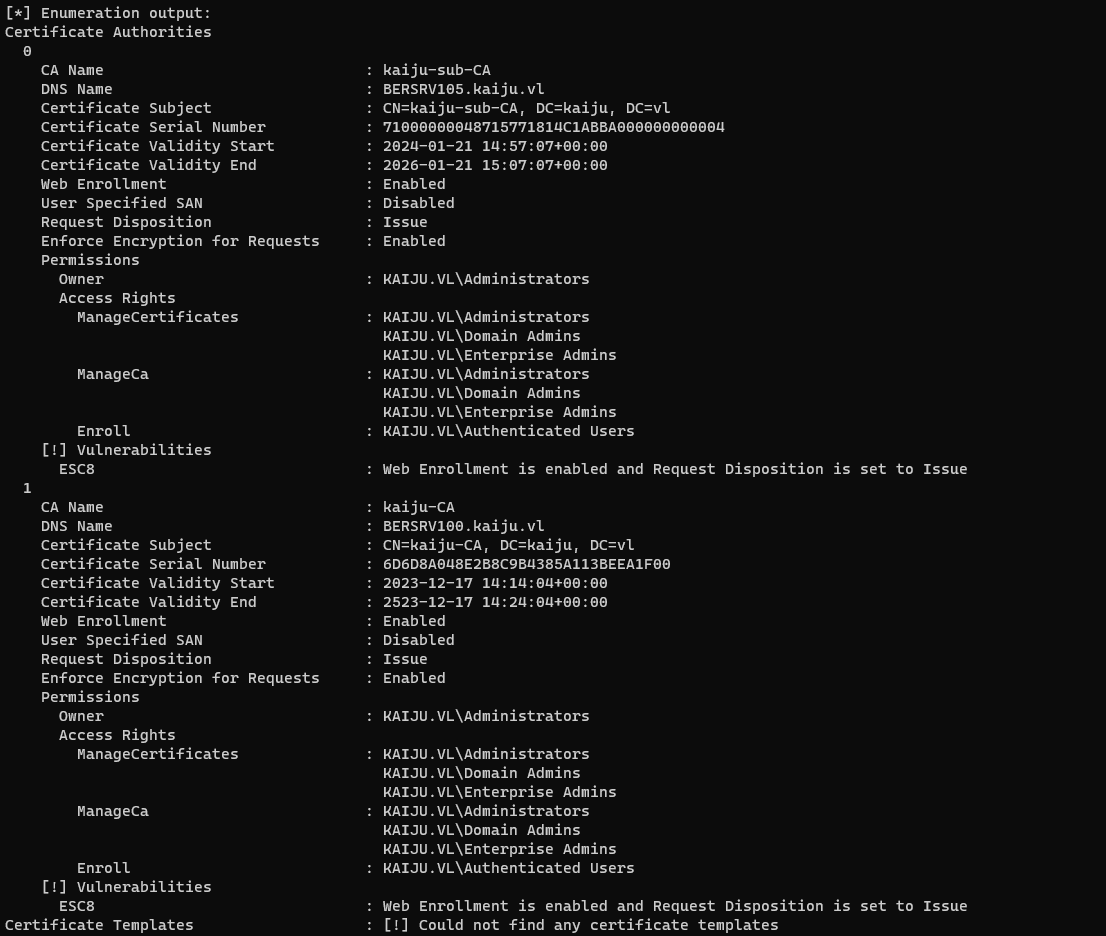 [*] Enumeration output:
Certificate Authorities
  0
    CA Name                             : kaiju-sub-CA
    DNS Name                            : BERSRV105.kaiju.vl
    Certificate Subject                 : CN=kaiju-sub-CA, DC=kaiju, DC=vl
    Certificate Serial Number           : 71000000048715771814C1ABBA000000000004
    Certificate Validity Start          : 2024-01-21 14:57:07+00:00
    Certificate Validity End            : 2026-01-21 15:07:07+00:00
    Web Enrollment                      : Enabled
    User Specified SAN                  : Disabled
    Request Disposition                 : Issue
    Enforce Encryption for Requests     : Enabled
    Permissions
      Owner                             : KAIJU.VL\Administrators
      Access Rights
        ManageCertificates              : KAIJU.VL\Administrators
                                          KAIJU.VL\Domain Admins
                                          KAIJU.VL\Enterprise Admins
        ManageCa                        : KAIJU.VL\Administrators
                                          KAIJU.VL\Domain Admins
                                          KAIJU.VL\Enterprise Admins
        Enroll                          : KAIJU.VL\Authenticated Users
    [!] Vulnerabilities
      ESC8                              : Web Enrollment is enabled and Request Disposition is set to Issue
  1
    CA Name                             : kaiju-CA
    DNS Name                            : BERSRV100.kaiju.vl
    Certificate Subject                 : CN=kaiju-CA, DC=kaiju, DC=vl
    Certificate Serial Number           : 6D6D8A048E2B8C9B4385A113BEEA1F00
    Certificate Validity Start          : 2023-12-17 14:14:04+00:00
    Certificate Validity End            : 2523-12-17 14:24:04+00:00
    Web Enrollment                      : Enabled
    User Specified SAN                  : Disabled
    Request Disposition                 : Issue
    Enforce Encryption for Requests     : Enabled
    Permissions
      Owner                             : KAIJU.VL\Administrators
      Access Rights
        ManageCertificates              : KAIJU.VL\Administrators
                                          KAIJU.VL\Domain Admins
                                          KAIJU.VL\Enterprise Admins
        ManageCa                        : KAIJU.VL\Administrators
                                          KAIJU.VL\Domain Admins
                                          KAIJU.VL\Enterprise Admins
        Enroll                          : KAIJU.VL\Authenticated Users
    [!] Vulnerabilities
      ESC8                              : Web Enrollment is enabled and Request Disposition is set to Issue
Certificate Templates                   : [!] Could not find any certificate templates